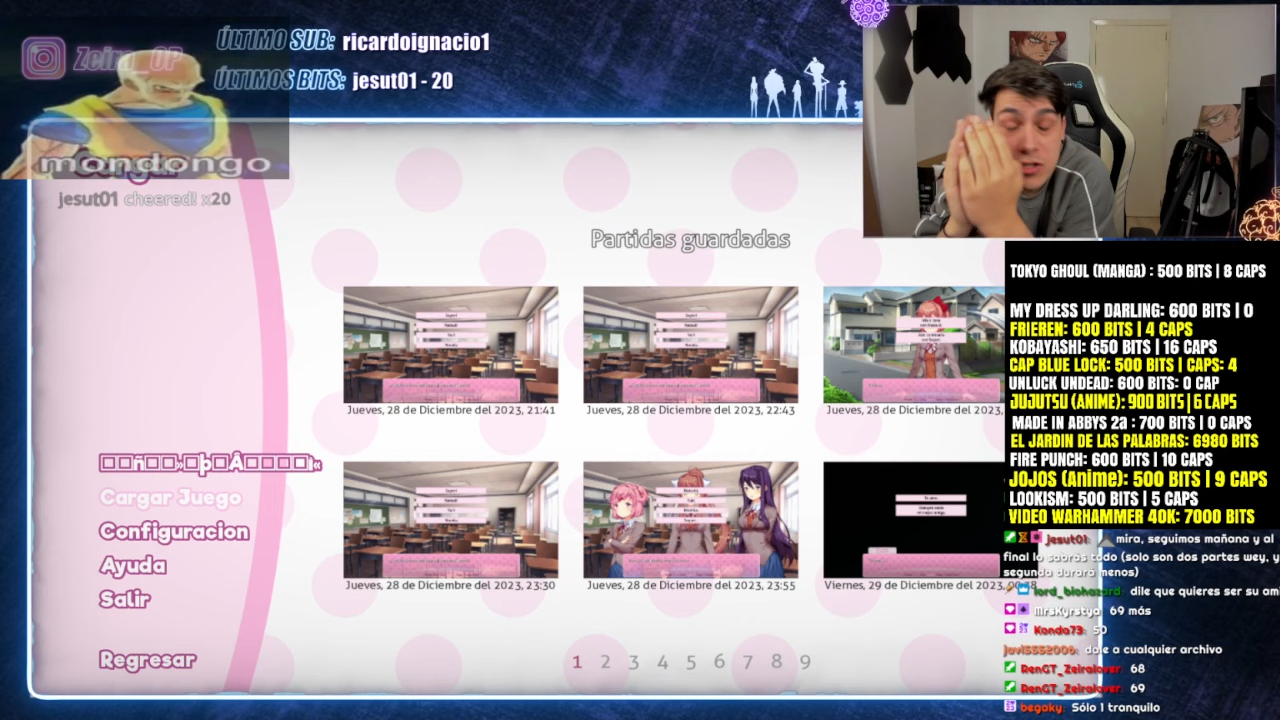 Zeira_OP
ÚLTIMO SUB: ricardoignacio1
ÚLTIMOS BITS: jesut01 - 20
mondongo
jesut01 cheered! x20
Partidas guardadas
Jueves, 28 de Diciembre del 2023, 21:41
Jueves, 28 de Diciembre del 2023, 22:43
Jueves, 28 de Diciembre del 2023,
Jueves, 28 de Diciembre del 2023, 23:30
Jueves, 28 de Diciembre del 2023, 23:55
Viernes, 29 de Diciembre del 2023,
Cargar Juego
Configuracion
Ayuda
Salir
Regresar
1 2 3 4 5 6 7 8 9
TOKYO GHOUL (MANGA) : 500 BITS | 8 CAPS
MY DRESS UP DARLING: 600 BITS | 0
FRIEREN: 600 BITS | 4 CAPS
KOBAYASHI: 650 BITS | 16 CAPS
CAP BLUE LOCK: 500 BITS | CAPS: 4
UNLUCK UNDEAD: 600 BITS: 0 CAP
JUJUTSU (ANIME): 900 BITS | 6 CAPS
MADE IN ABBYS 2a : 700 BITS | 0 CAPS
EL JARDIN DE LAS PALABRAS: 6980 BITS
FIRE PUNCH: 600 BITS | 10 CAPS
JOJOS (Anime): 500 BITS | 9 CAPS
LOOKISM: 500 BITS | 5 CAPS
VIDEO WARHAMMER 40K: 7000 BITS
jesut01: mira, seguimos mañana y al
final lo sabrás todo (solo son dos partes wey, y
segunda durara menos)
lord_biohazard: dile que quieres ser su ami
MrsKyrstya: 69 más
Konda73: 50
javiSSS2006: dale a cualquier archivo
RenGT_Zeiralover: 68
RenGT_Zeiralover: 69
begoky: Sólo 1 tranquilo